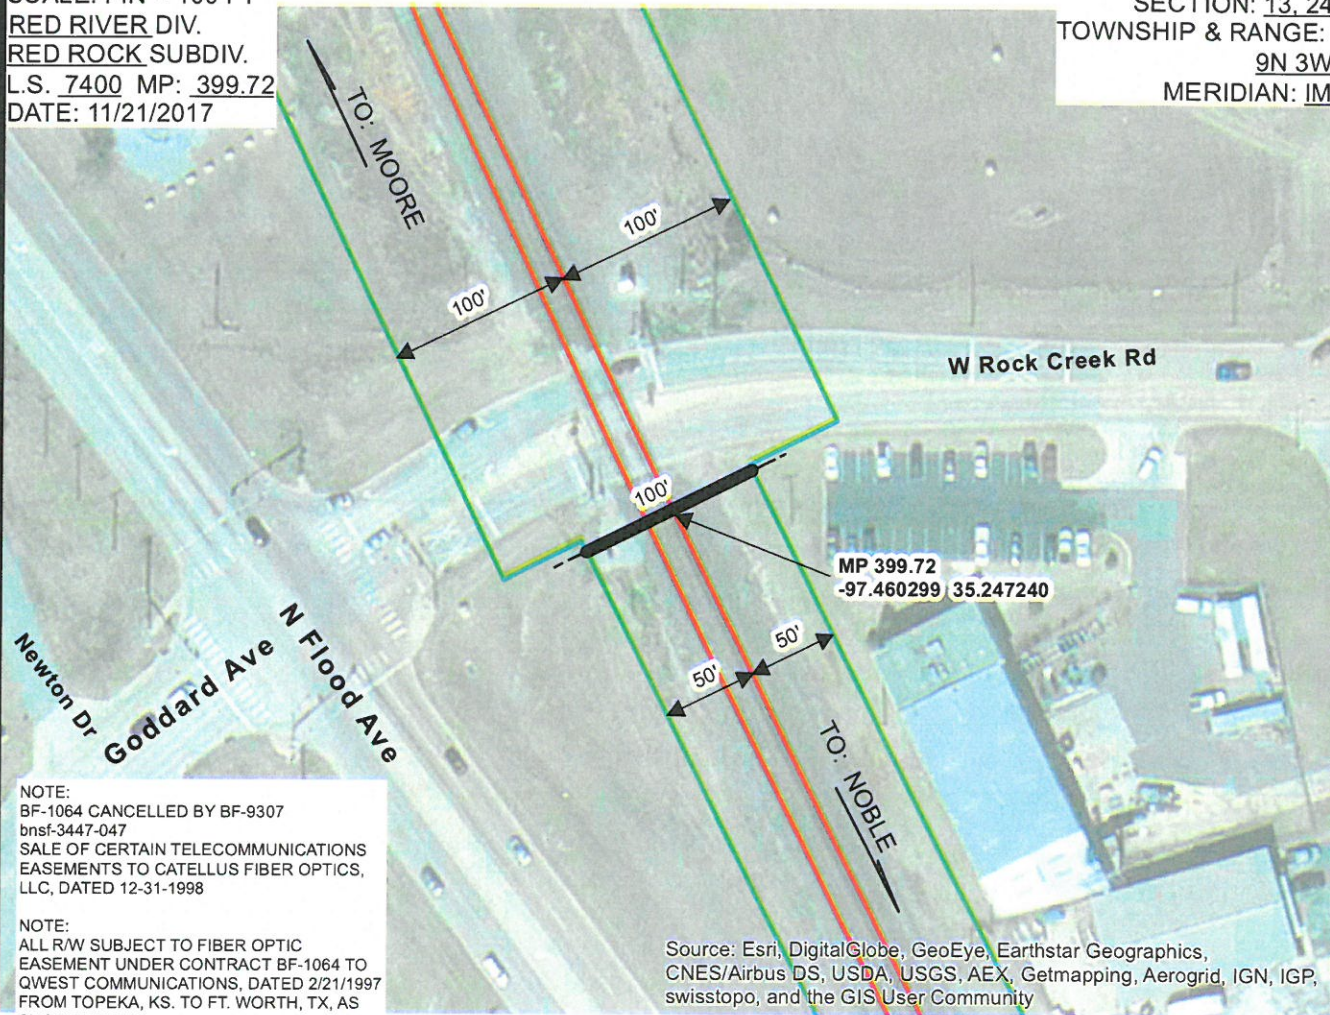 RED RIVER DIV.
RED ROCK SUBDIV.
L.S. 7400 MP: 399.72
DATE: 11/21/2017
SECTION: 13, 24
TOWNSHIP & RANGE:
9N 3W
MERIDIAN: IM
TO: MOORE
100'
100'
W Rock Creek Rd
100'
MP 399.72
-97.460299 35.247240
50'
50'
N Flood Ave
Goddard Ave
Newton Dr
TO: NOBLE
NOTE:
BF-1064 CANCELLED BY BF-9307
bnsf-3447-047
SALE OF CERTAIN TELECOMMUNICATIONS
EASEMENTS TO CATELLUS FIBER OPTICS,
LLC, DATED 12-31-1998
NOTE:
ALL R/W SUBJECT TO FIBER OPTIC
EASEMENT UNDER CONTRACT BF-1064 TO
QWEST COMMUNICATIONS, DATED 2/21/1997
FROM TOPEKA, KS. TO FT. WORTH, TX, AS
Source: Esri, DigitalGlobe, GeoEye, Earthstar Geographics,
CNES/Airbus DS, USDA, USGS, AEX, Getmapping, Aerogrid, IGN, IGP,
swisstopo, and the GIS User Community